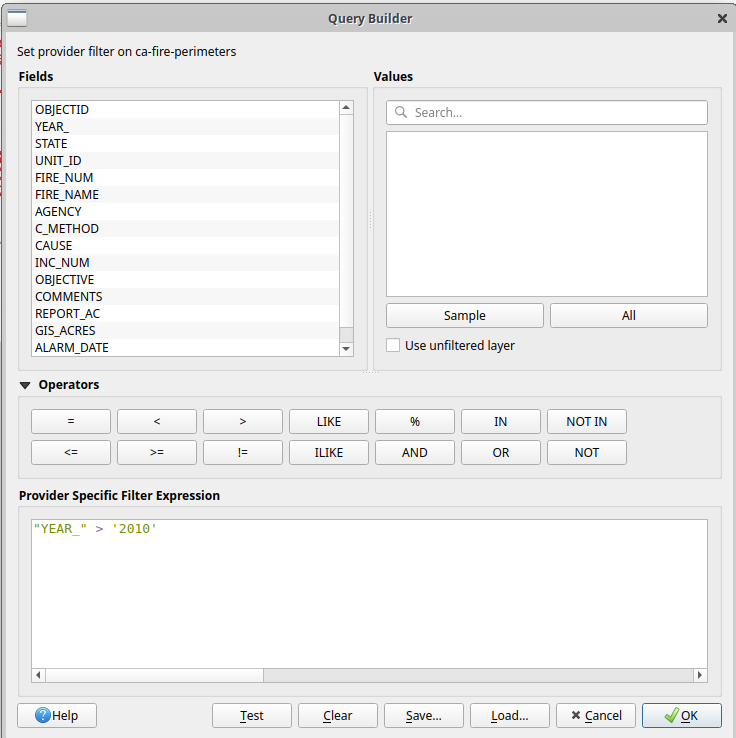 Query Builder
Set provider filter on ca-fire-perimeters
Fields
OBJECTID
YEAR_
STATE
UNIT_ID
FIRE_NUM
FIRE_NAME
AGENCY
C_METHOD
CAUSE
INC_NUM
OBJECTIVE
COMMENTS
REPORT_AC
GIS_ACRES
ALARM_DATE
Values
Search...
Sample All
Use unfiltered layer
Operators
= < > LIKE % IN NOT IN
<= >= != ILIKE AND OR NOT
Provider Specific Filter Expression
"YEAR_" > '2010'
Help Test Clear Save... Load... Cancel OK